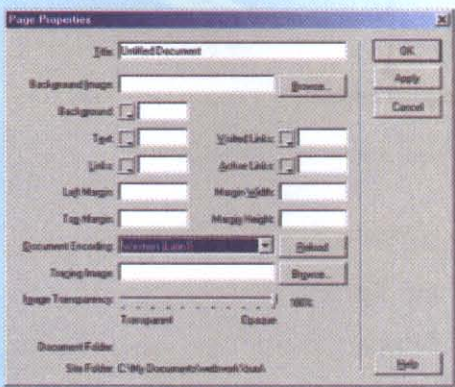 Page Properties
Title: Untitled Document
OK
Background Image: Browse...
Apply
Background:
Cancel
Text: Visited Links:
Links: Active Links:
Left Margin: Margin Width:
Top Margin: Margin Height:
Document Encoding: Western (Latin1) Reload
Tracing Image: Browse...
Image Transparency: 100%
Transparent Opaque
Document Folder:
Site Folder: C:\My Documents\
Help